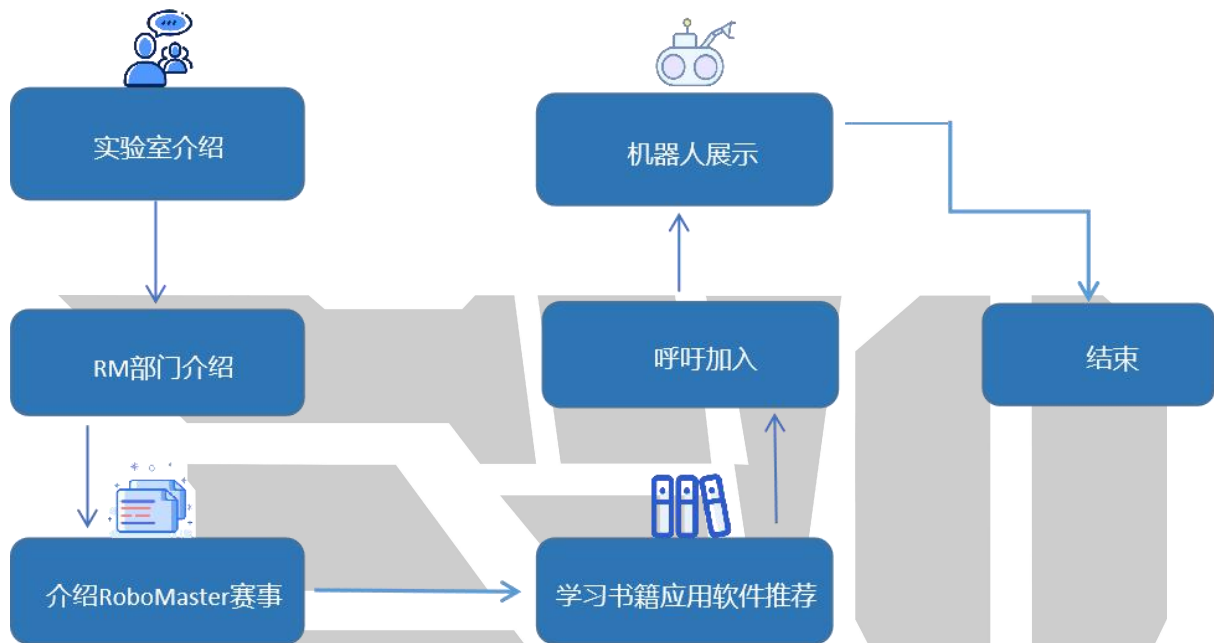 实验室介绍
RM部门介绍
介绍RoboMaster赛事
学习书籍应用软件推荐
呼吁加入
机器人展示
结束